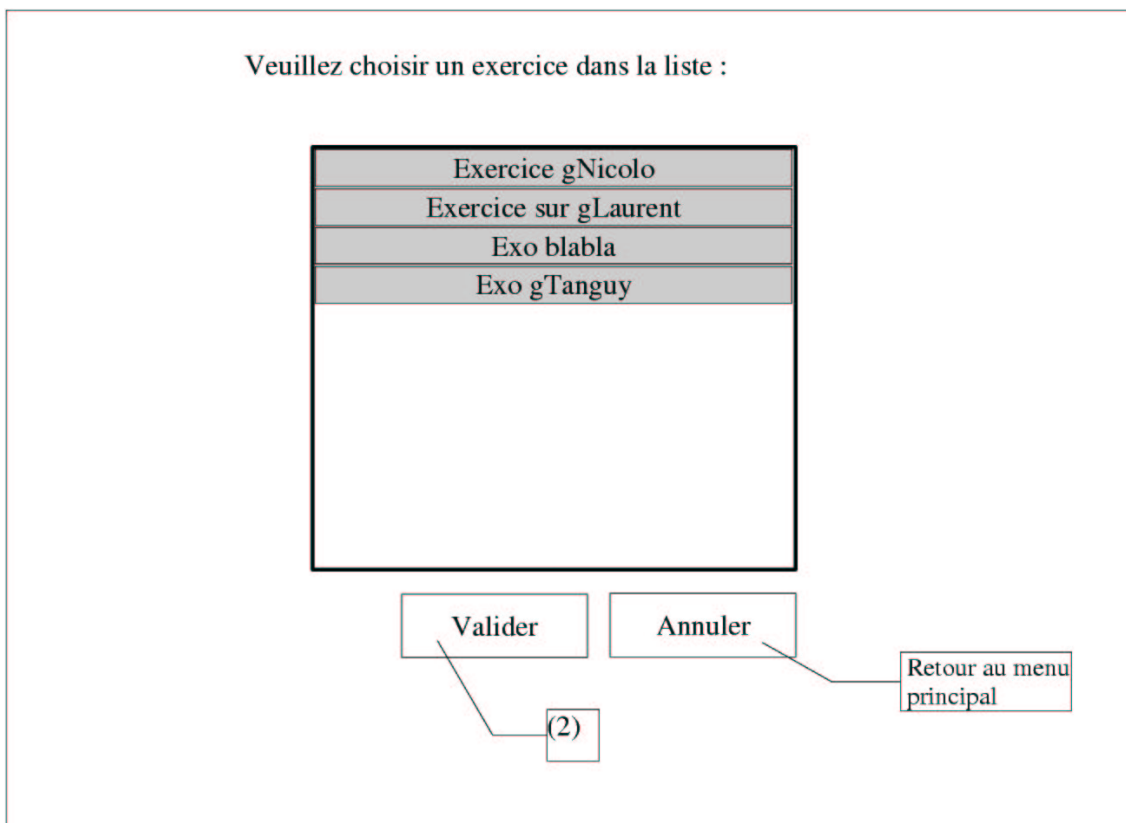 Veuillez choisir un exercice dans la liste :
Exercice gNicolo
Exercice sur gLaurent
Exo blabla
Exo gTanguy
Valider
Annuler
Retour au menu
principal
(2)